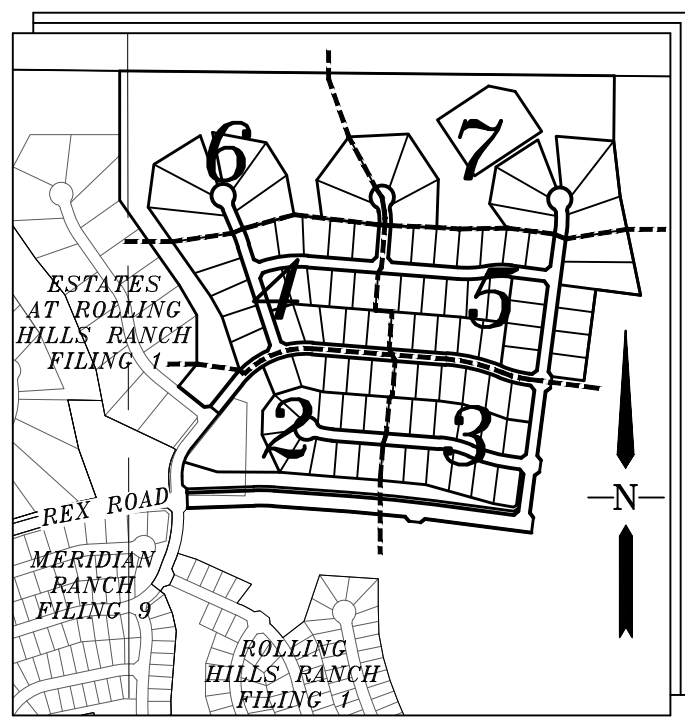 6
7
ESTATES
AT ROLLING
HILLS RANCH
FILING 1
4
5
2
3
REX ROAD
N
MERIDIAN
RANCH
FILING 9
ROLLING
HILLS RANCH
FILING 1